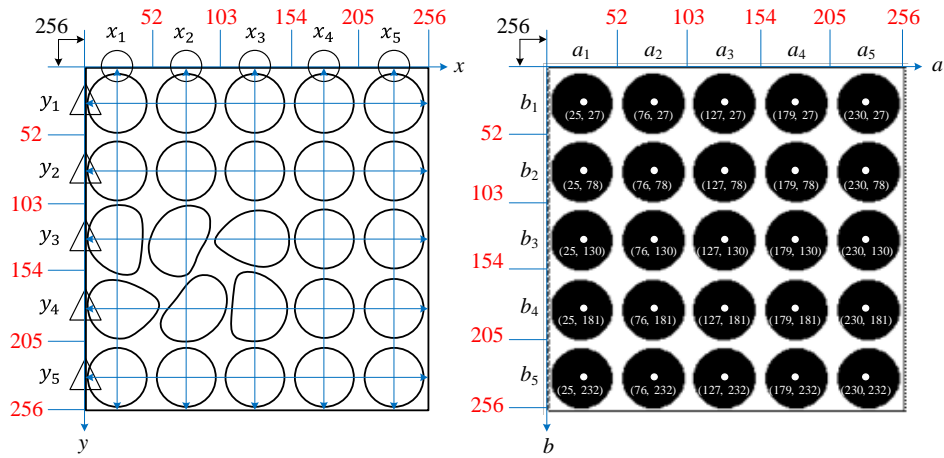 52 103 154 205 256
256 x₁ x₂ x₃ x₄ x₅
x
y₁
52
y₂
103
y₃
154
y₄
205
y₅
256
y
52 103 154 205 256
256 a₁ a₂ a₃ a₄ a₅
a
b₁ (25, 27) (76, 27) (127, 27) (179, 27) (230, 27)
52
b₂ (25, 78) (76, 78) (127, 78) (179, 78) (230, 78)
103
b₃ (25, 130) (76, 130) (127, 130) (179, 130) (230, 130)
154
b₄ (25, 181) (76, 181) (127, 181) (179, 181) (230, 181)
205
b₅ (25, 232) (76, 232) (127, 232) (179, 232) (230, 232)
256
b